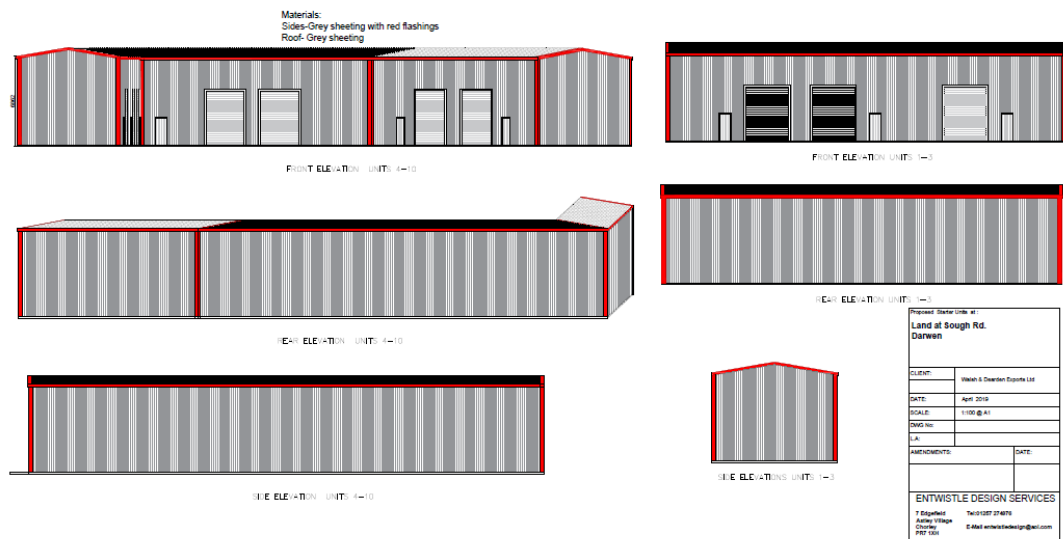 Materials:
Sides-Grey sheeting with red flashings
Roof- Grey sheeting
FRONT ELEVATION UNITS 4-10
FRONT ELEVATION UNITS 1-3
REAR ELEVATION UNITS 4-10
REAR ELEVATION UNITS 1-3
SIDE ELEVATION UNITS 4-10
SIDE ELEVATIONS UNITS 1-3
Proposed Starter Units at :
Land at Sough Rd.
Darwen
CLIENT: Walsh & Dearden Exports Ltd
DATE: April 2019
SCALE: 1:100 @ A1
DWG No:
L.A:
AMENDMENTS: DATE:
ENTWISTLE DESIGN SERVICES
7 Edgefield Tel:01257 274976
Astley Village
Chorley E-Mail entwistledesign@aol.com
PR7